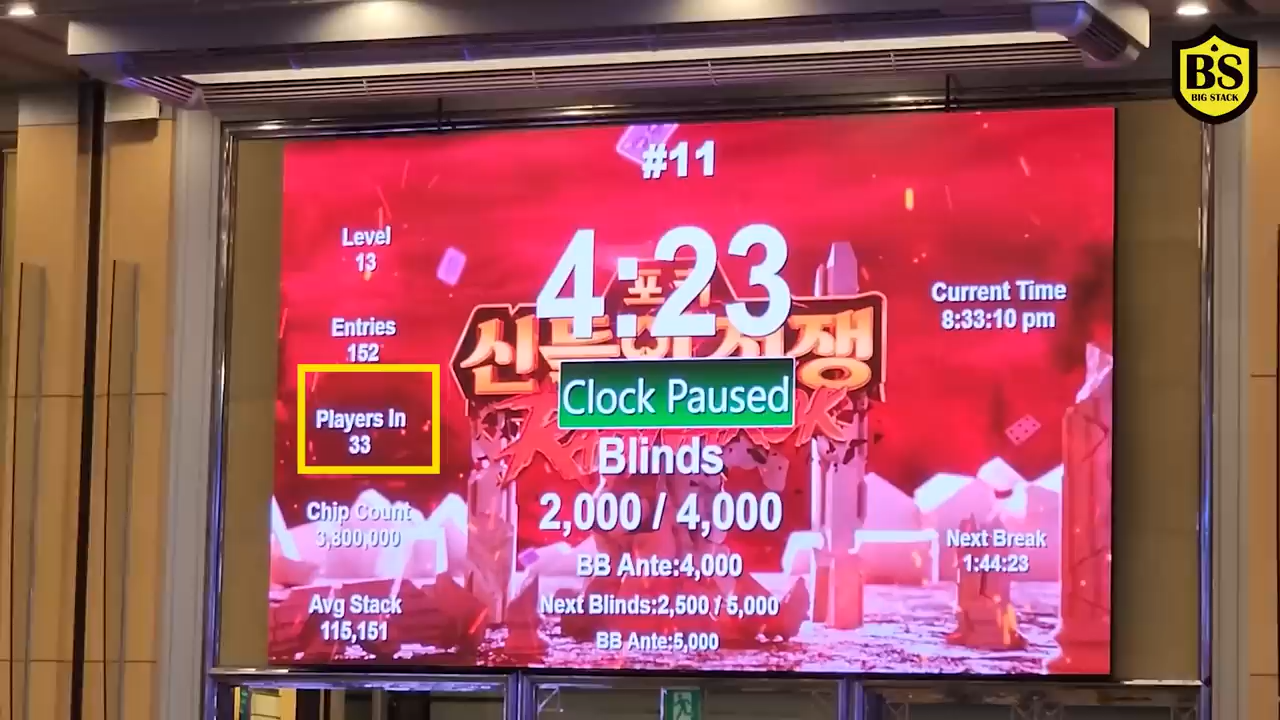 BS
BIG STACK
#11
Level
13
4:23
Current Time
8:33:10 pm
Entries
152
Clock Paused
Players In
33
Blinds
2,000 / 4,000
Chip Count
3,800,000
BB Ante:4,000
Next Break
1:44:23
Avg Stack
115,151
Next Blinds:2,500 / 5,000
BB Ante:5,000